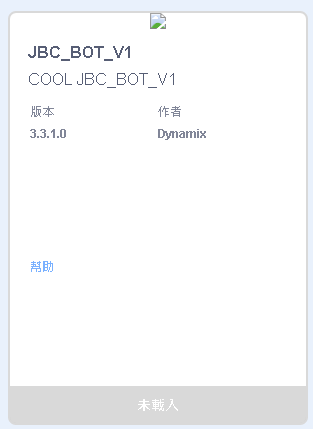 JBC_BOT_V1
COOL JBC_BOT_V1
版本 作者
3.3.1.0 Dynamix
幫助
未載入